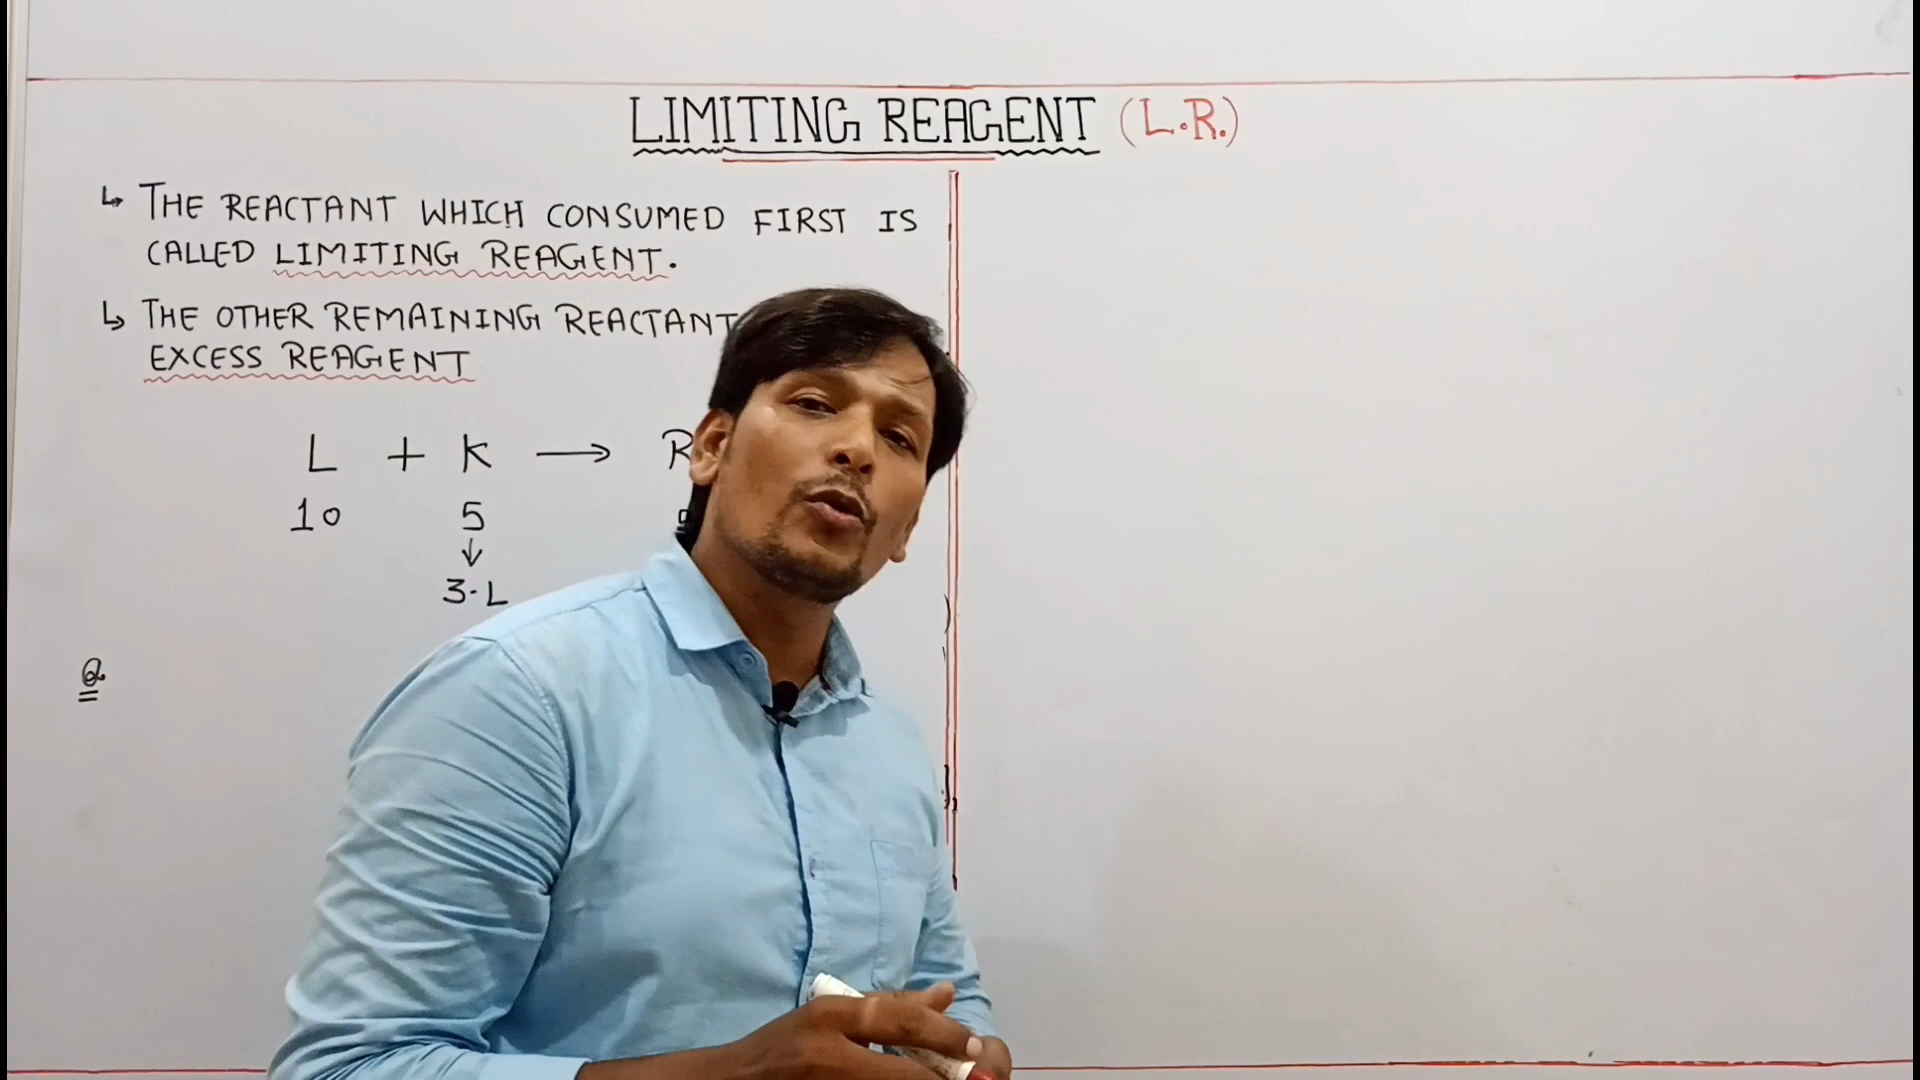 LIMITING REAGENT (L.R.)
↳ THE REACTANT WHICH CONSUMED FIRST IS
CALLED LIMITING REAGENT.
↳ THE OTHER REMAINING REACTANT
EXCESS REAGENT
L + K → R
10 5
↓
3-L
Q